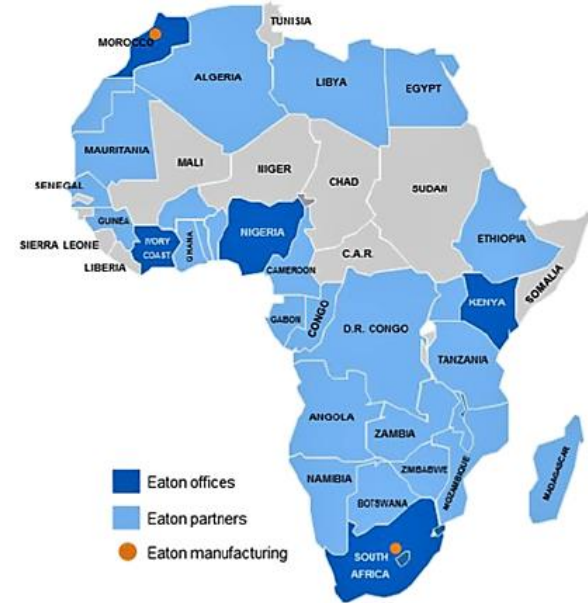 TUNISIA
MOROCCO
ALGERIA
LIBYA
EGYPT
MAURITANIA
MALI
NIGER
CHAD
SUDAN
SENEGAL
GUINEA
SIERRA LEONE
LIBERIA
IVORY
COAST
GHANA
NIGERIA
CAMEROON
C.A.R.
ETHIOPIA
SOMALIA
GABON
CONGO
D.R. CONGO
KENYA
TANZANIA
ANGOLA
ZAMBIA
ZIMBABWE
MOZAMBIQUE
MADAGASCAR
NAMIBIA
BOTSWANA
SOUTH
AFRICA
Eaton offices
Eaton partners
Eaton manufacturing